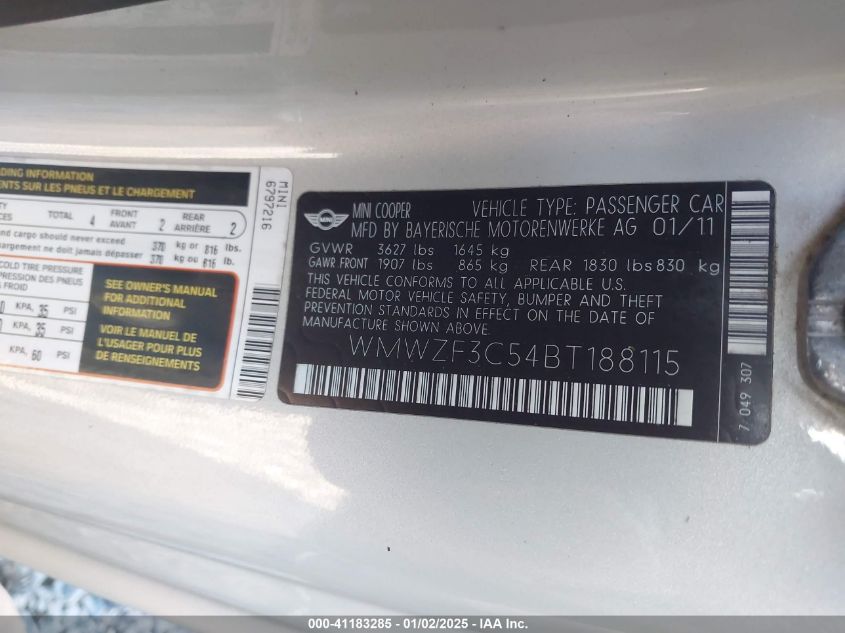 DING INFORMATION
ENTS SUR LES PNEUS ET LE CHARGEMENT
TOTAL 4 FRONT AVANT 2 REAR ARRIÈRE 2
and cargo should never exceed 370 kg or 816 lbs.
argement ne doit jamais dépasser 370 kg ou 816 lb.
COLD TIRE PRESSURE
PRESSION DES PNEUS
FROID
KPA, 35 PSI
KPA, 35 PSI
KPA, 60 PSI
SEE OWNER'S MANUAL
FOR ADDITIONAL
INFORMATION
VOIR LE MANUEL DE
L'USAGER POUR PLUS
DE RENSEIGNEMENTS
MINI
6797216
MINI
MINI COOPER VEHICLE TYPE: PASSENGER CAR
MFD BY BAYERISCHE MOTORENWERKE AG 01/11
GVWR 3627 lbs 1645 kg
GAWR FRONT 1907 lbs 865 kg REAR 1830 lbs 830 kg
THIS VEHICLE CONFORMS TO ALL APPLICABLE U.S.
FEDERAL MOTOR VEHICLE SAFETY, BUMPER AND THEFT
PREVENTION STANDARDS IN EFFECT ON THE DATE OF
MANUFACTURE SHOWN ABOVE.
WMWZF3C54BT188115
7 049 307
000-41183285 - 01/02/2025 - IAA Inc.